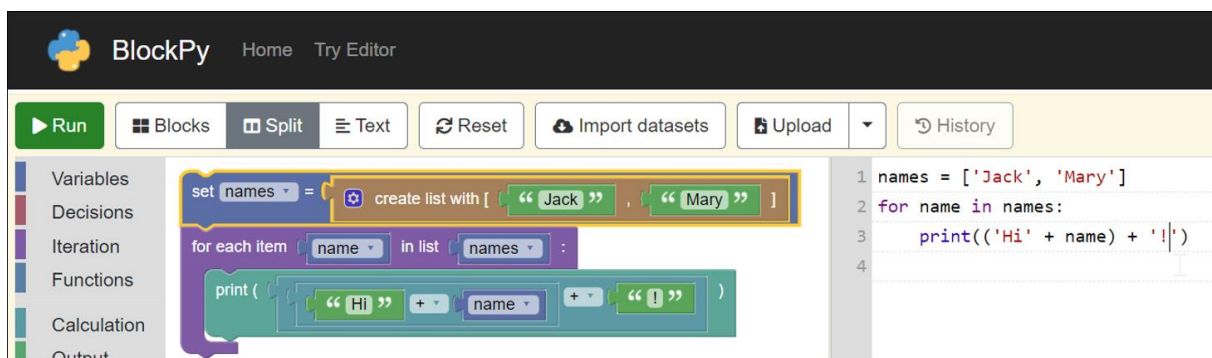 BlockPy Home Try Editor
Run Blocks Split Text Reset Import datasets Upload History
Variables
Decisions
Iteration
Functions
Calculation
Output
set names = create list with [ “ Jack ” , “ Mary ” ]
for each item name in list names :
print ( “ Hi ” + name + “ ! ” )
1 names = ['Jack', 'Mary']
2 for name in names:
3 print(('Hi' + name) + '!')
4